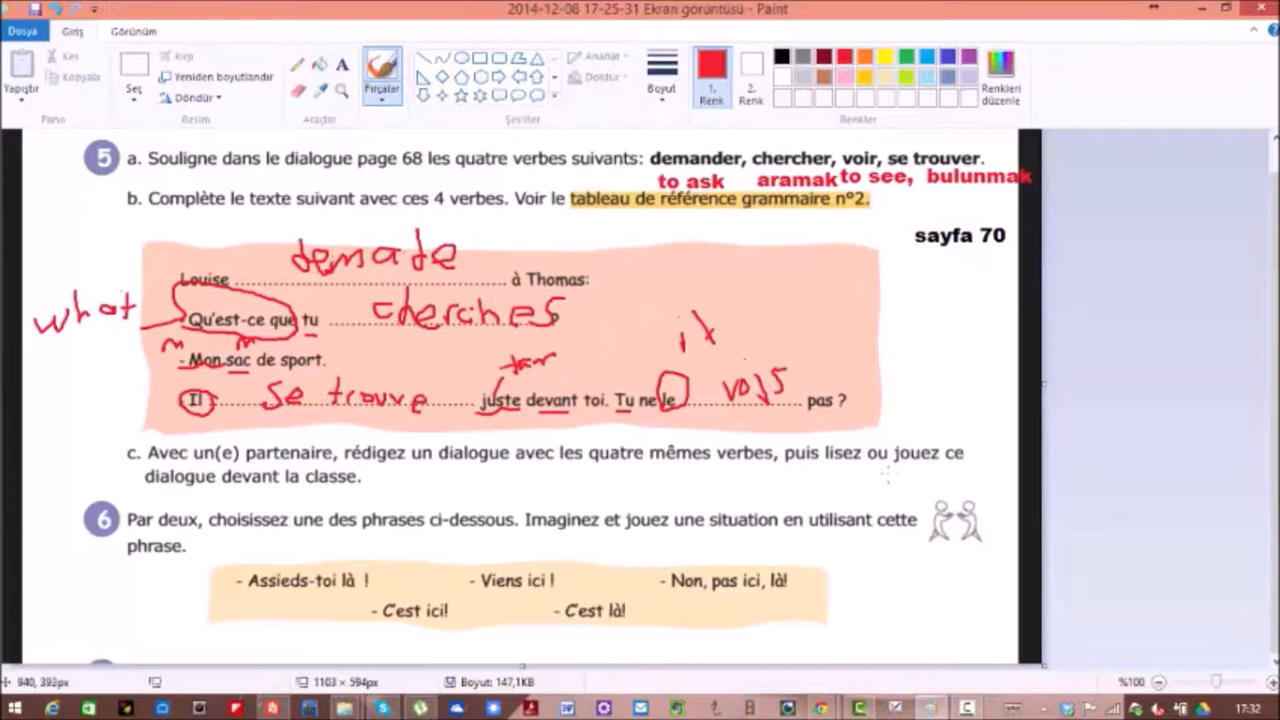 2014-12-08 17-25-31 Ekran görüntüsü - Paint
Dosya Giriş Görünüm
Yapıştır Kes Kopyala
Seç Kırp Yeniden boyutlandır Döndür
Fırçalar
Anahat Doldur
Boyut
1. Renk 2. Renk
Renkleri düzenle
Pano Resim Araçlar Şekiller Renkler
5 a. Souligne dans le dialogue page 68 les quatre verbes suivants: demander, chercher, voir, se trouver.
to ask aramak to see, bulunmak
b. Complète le texte suivant avec ces 4 verbes. Voir le tableau de référence grammaire n°2.
sayfa 70
demade
Louise à Thomas:
what Qu'est-ce que tu cherches ?
it
- Mon sac de sport.
tam
Il se trouve juste devant toi. Tu ne le vois pas ?
c. Avec un(e) partenaire, rédigez un dialogue avec les quatre mêmes verbes, puis lisez ou jouez ce
dialogue devant la classe.
6 Par deux, choisissez une des phrases ci-dessous. Imaginez et jouez une situation en utilisant cette
phrase.
- Assieds-toi là ! - Viens ici ! - Non, pas ici, là!
- C'est ici! - C'est là!
940, 393px 1103 × 594px Boyut: 147,1KB %100
17:32